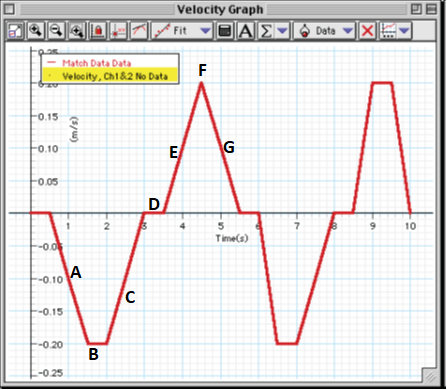 Velocity Graph
Fit
A
Σ
Data
0.25
Match Data Data
Velocity, Ch1&2 No Data
(m/s)
F
0.20
0.15
E
G
0.10
0.05
D
1 2 3 4 5 6 7 8 9 10
Time(s)
-0.05
A
-0.10
C
-0.15
-0.20
B
-0.25